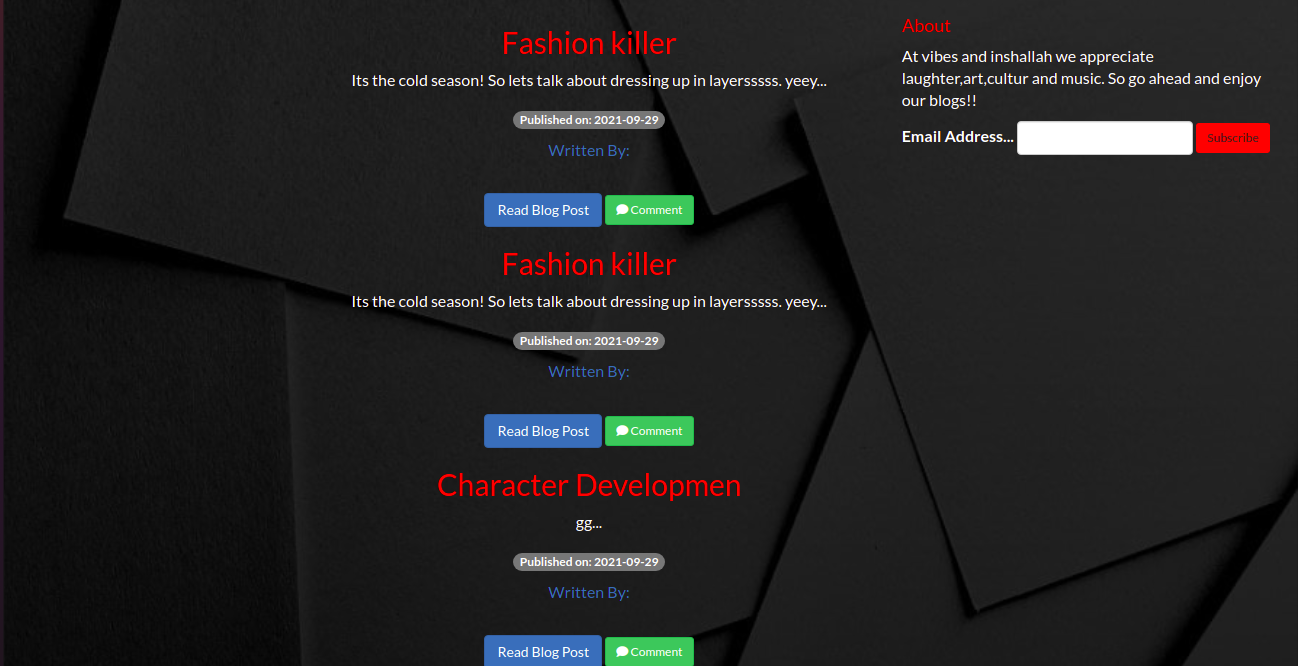 Fashion killer
Its the cold season! So lets talk about dressing up in layersssss. yeey...
Published on: 2021-09-29
Written By:
Read Blog Post Comment
Fashion killer
Its the cold season! So lets talk about dressing up in layersssss. yeey...
Published on: 2021-09-29
Written By:
Read Blog Post Comment
Character Developmen
gg...
Published on: 2021-09-29
Written By:
Read Blog Post Comment
About
At vibes and inshallah we appreciate
laughter,art,cultur and music. So go ahead and enjoy
our blogs!!
Email Address... Subscribe